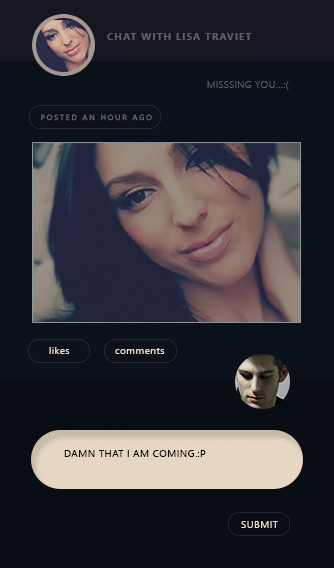 CHAT WITH LISA TRAVIET
MISSSING YOU...:(
POSTED AN HOUR AGO
likes comments
DAMN THAT I AM COMING.:P
SUBMIT